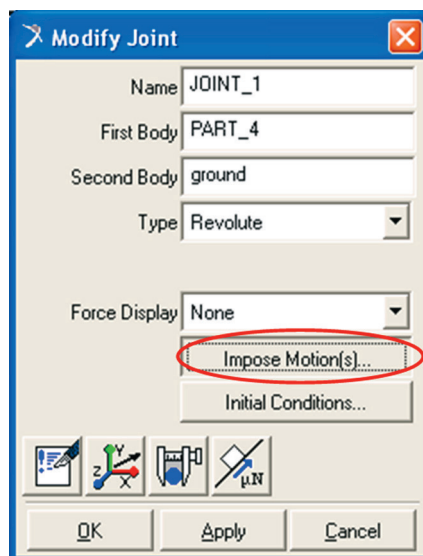 Modify Joint
Name JOINT_1
First Body PART_4
Second Body ground
Type Revolute
Force Display None
Impose Motion(s)...
Initial Conditions...
Y
Z X μN
OK Apply Cancel